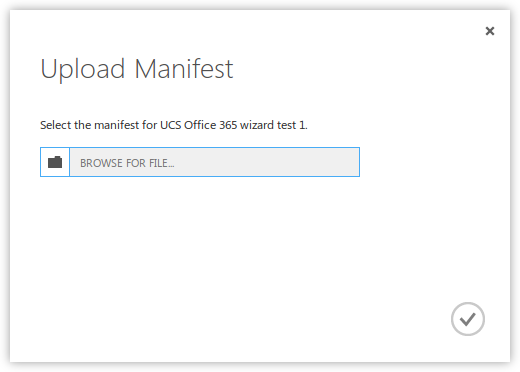 Upload Manifest
Select the manifest for UCS Office 365 wizard test 1.
BROWSE FOR FILE...